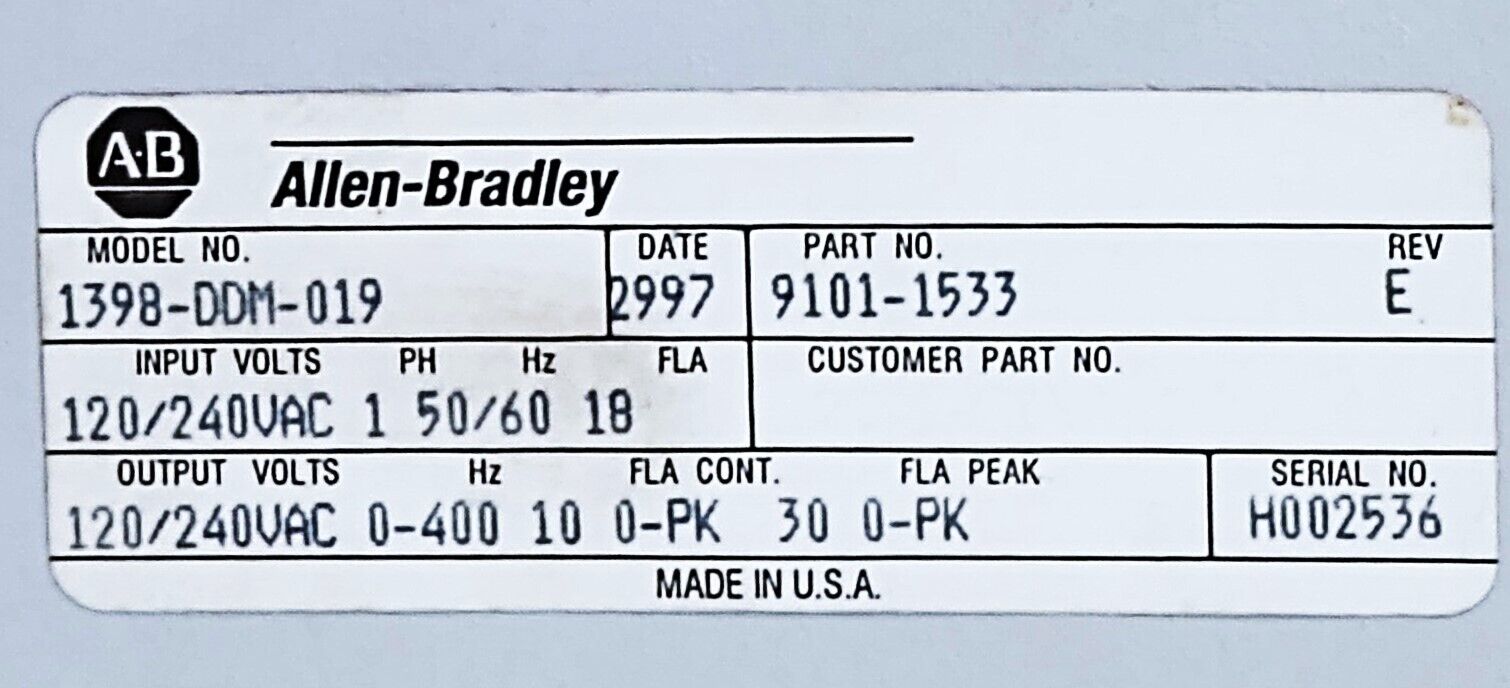 A·B
Allen-Bradley
MODEL NO. DATE PART NO. REV
1398-DDM-019 2997 9101-1533 E
INPUT VOLTS PH Hz FLA CUSTOMER PART NO.
120/240VAC 1 50/60 18
OUTPUT VOLTS Hz FLA CONT. FLA PEAK SERIAL NO.
120/240VAC 0-400 10 0-PK 30 0-PK H002536
MADE IN U.S.A.